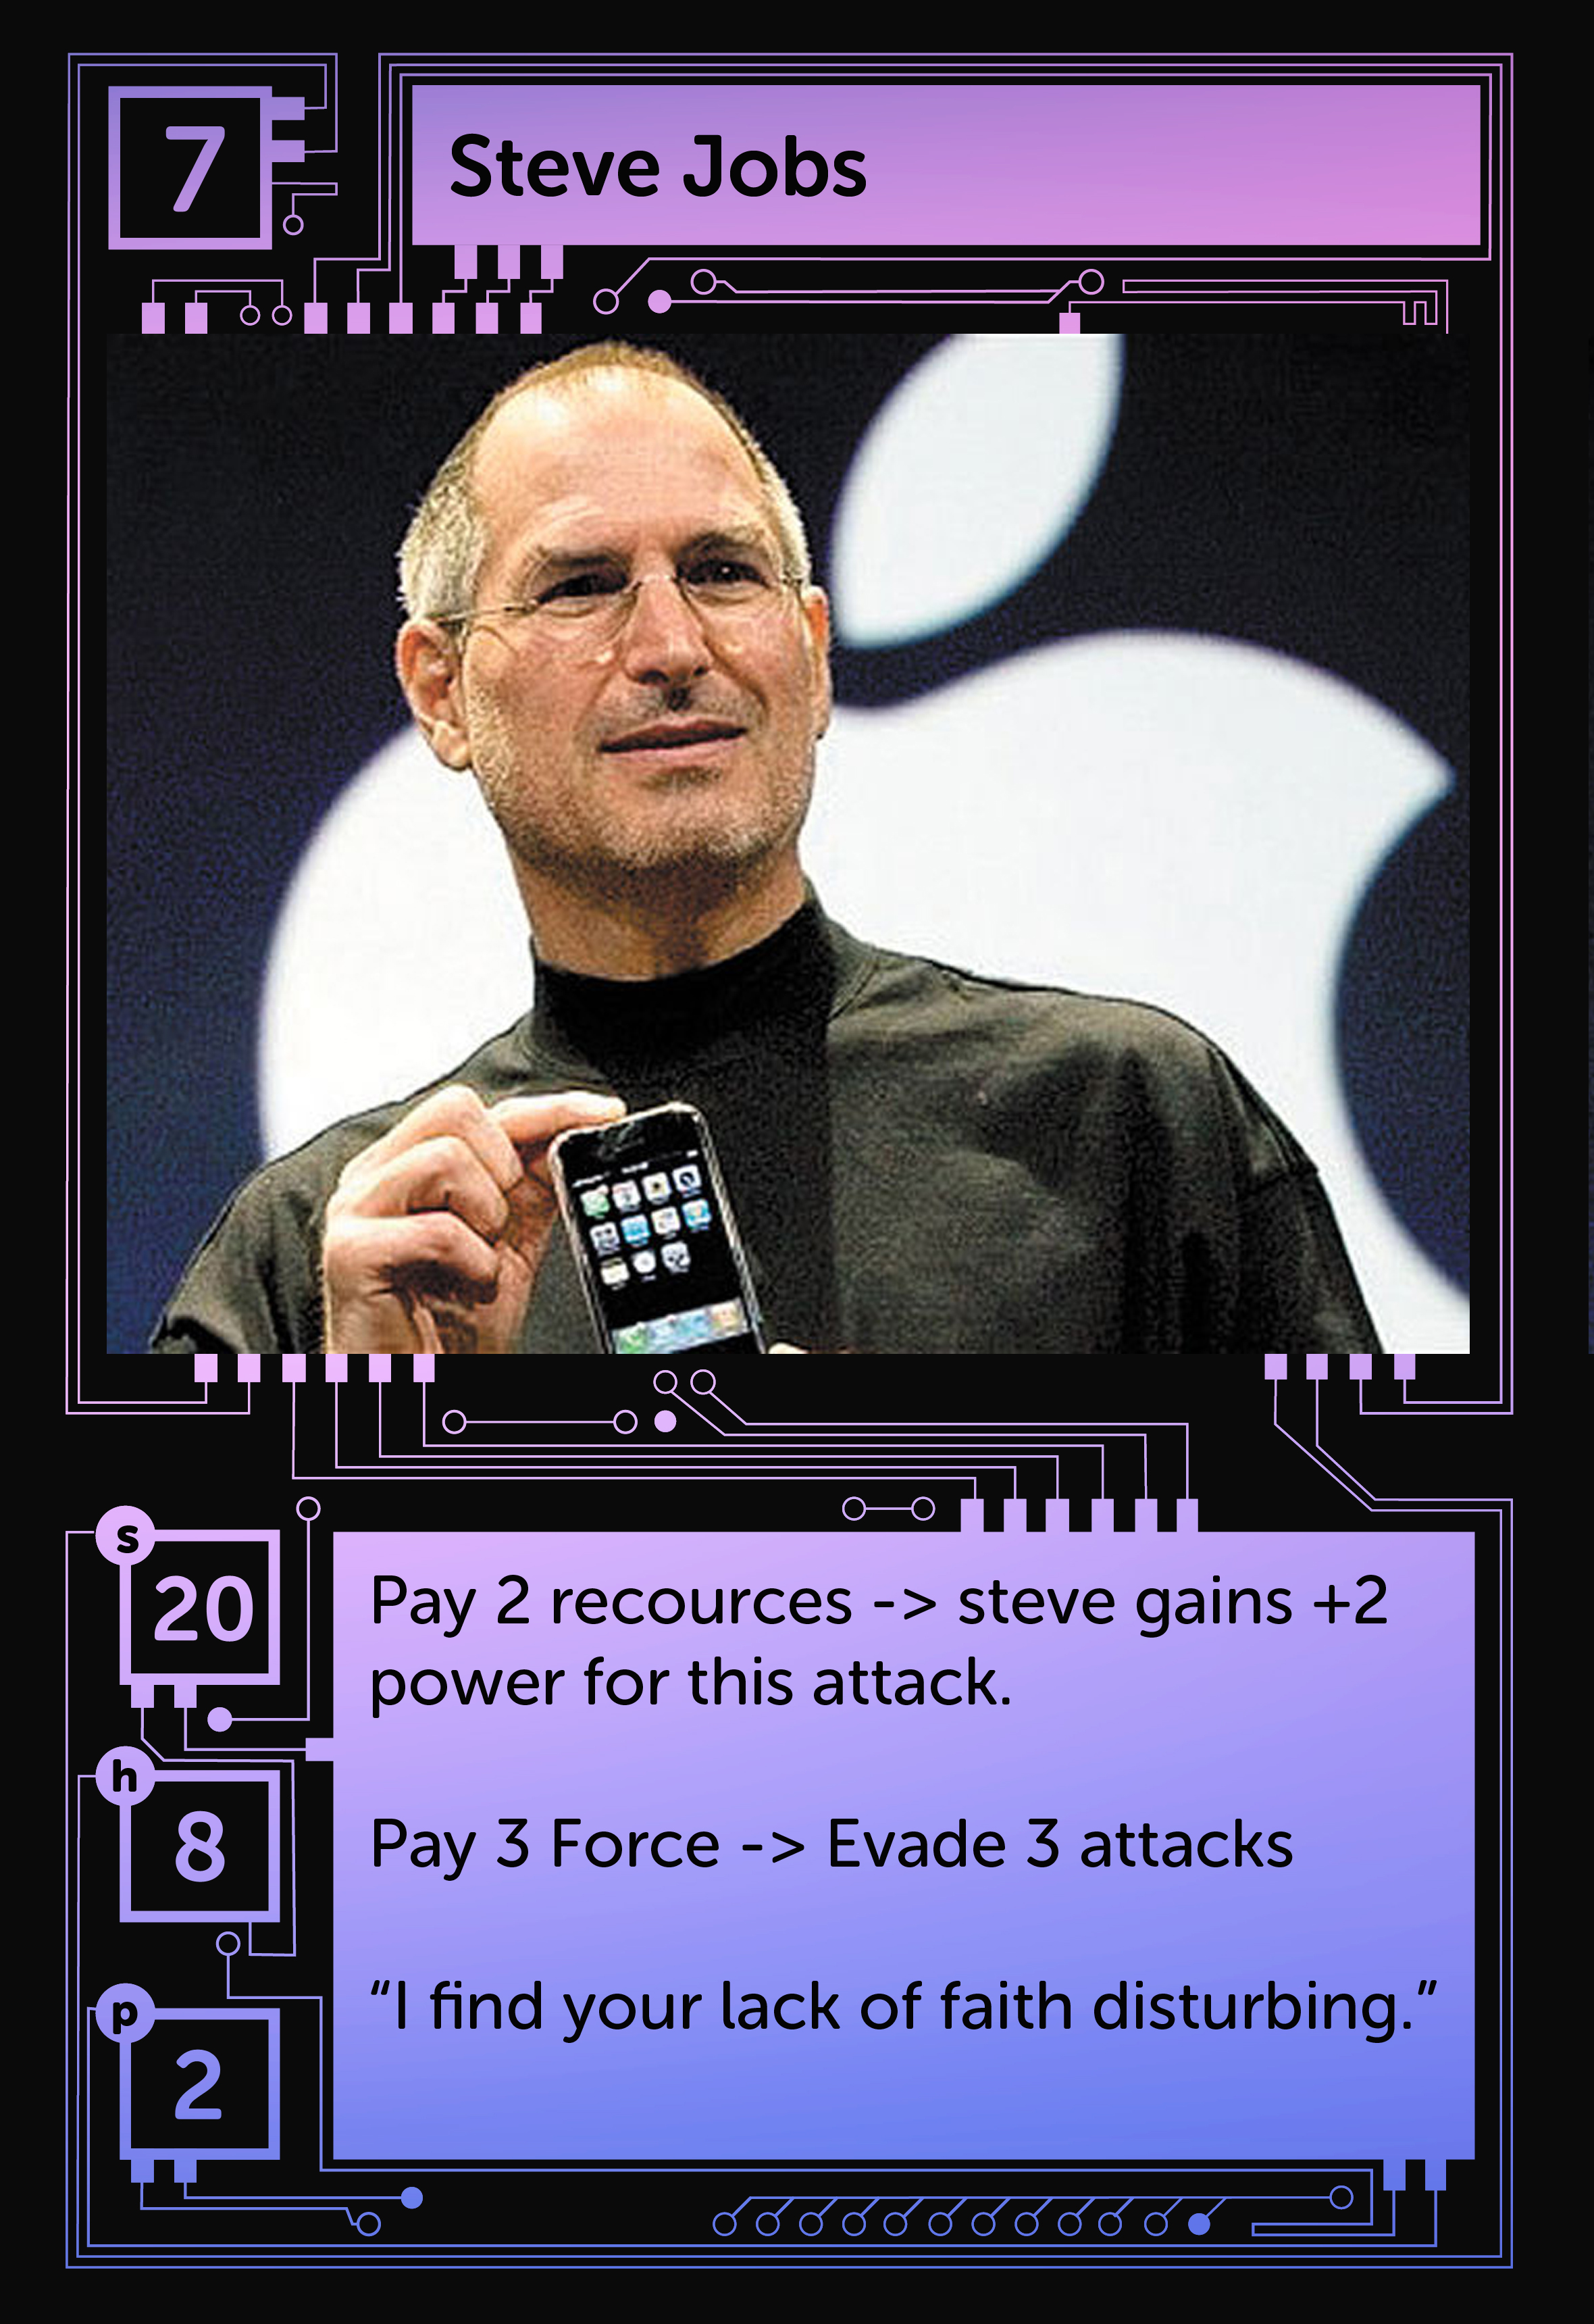 7
Steve Jobs
s
20
Pay 2 recources -> steve gains +2
power for this attack.
h
8
Pay 3 Force -> Evade 3 attacks
p
2
“I find your lack of faith disturbing.”